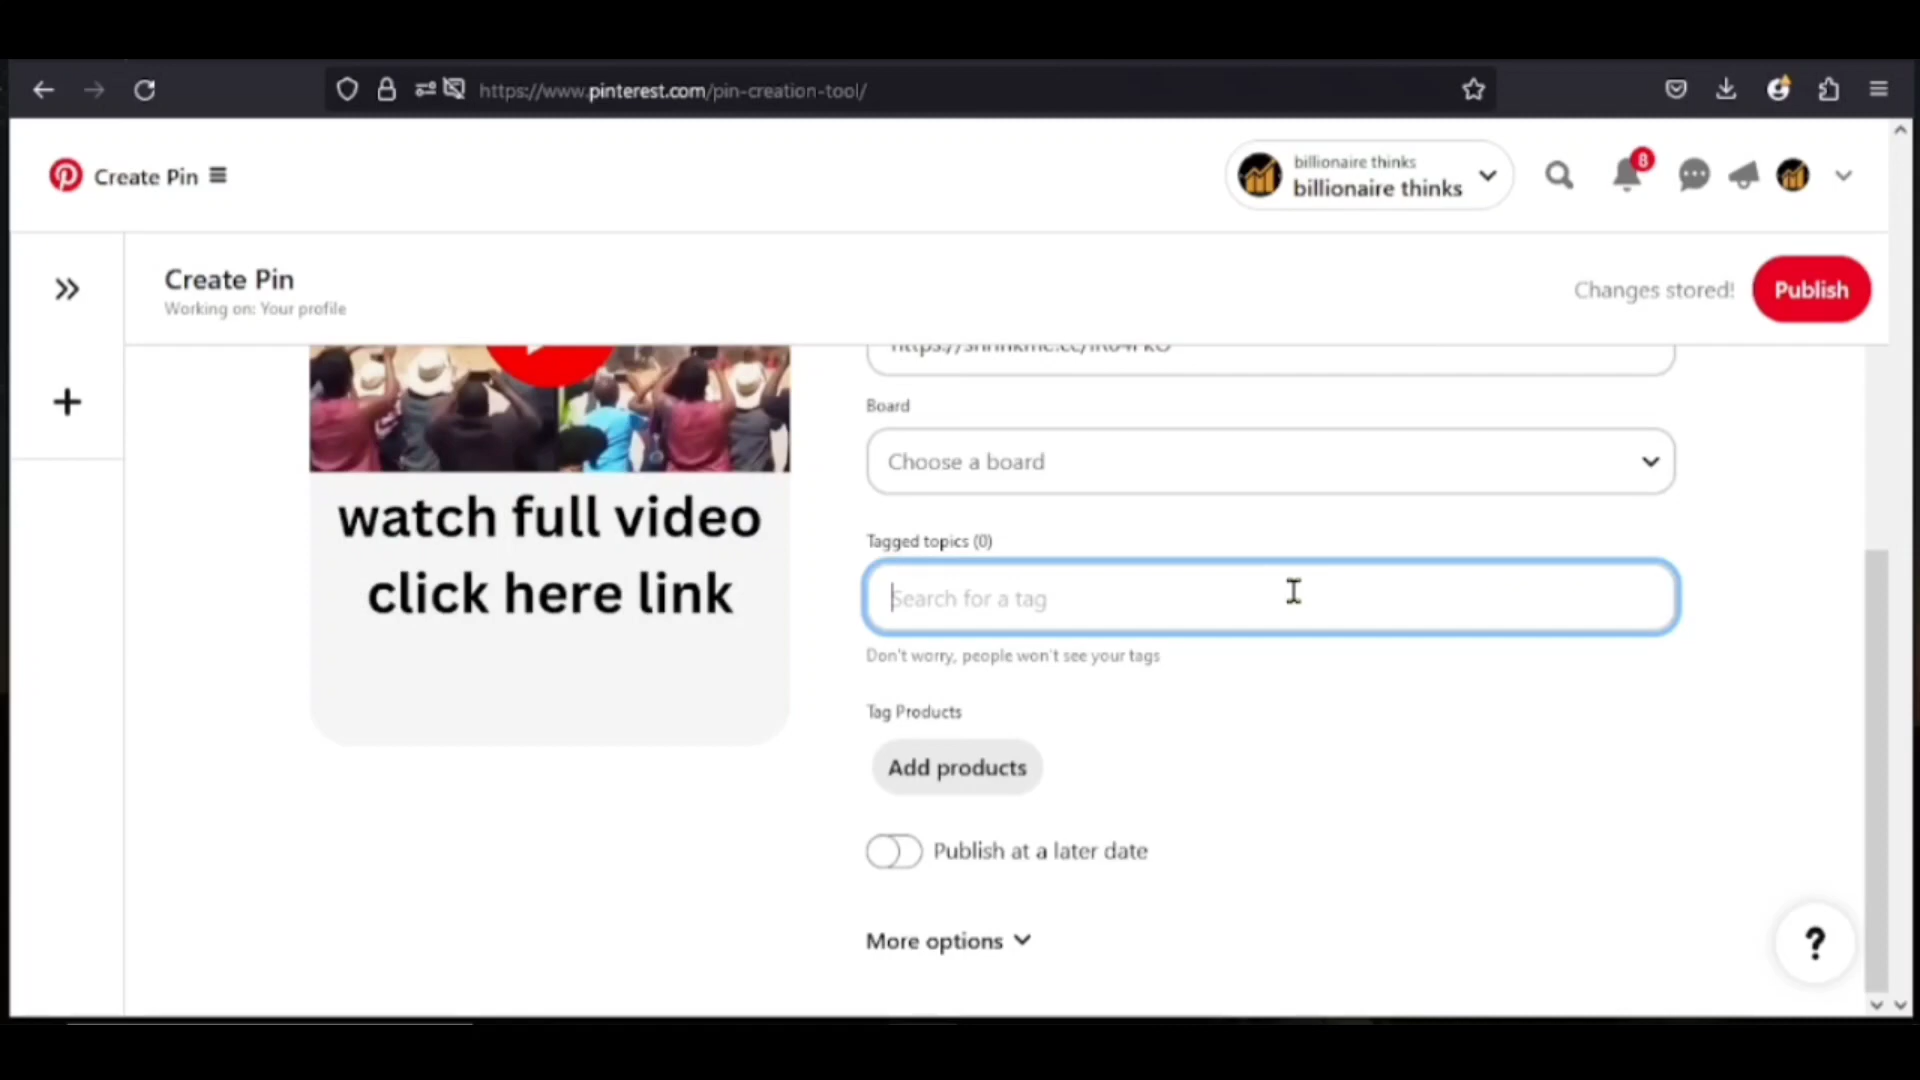 https://www.pinterest.com/pin-creation-tool/
Create Pin
billionaire thinks
billionaire thinks
8
Create Pin
Working on: Your profile
Changes stored!
Publish
Board
Choose a board
watch full video
click here link
Tagged topics (0)
Search for a tag
Don't worry, people won't see your tags
Tag Products
Add products
Publish at a later date
More options
?